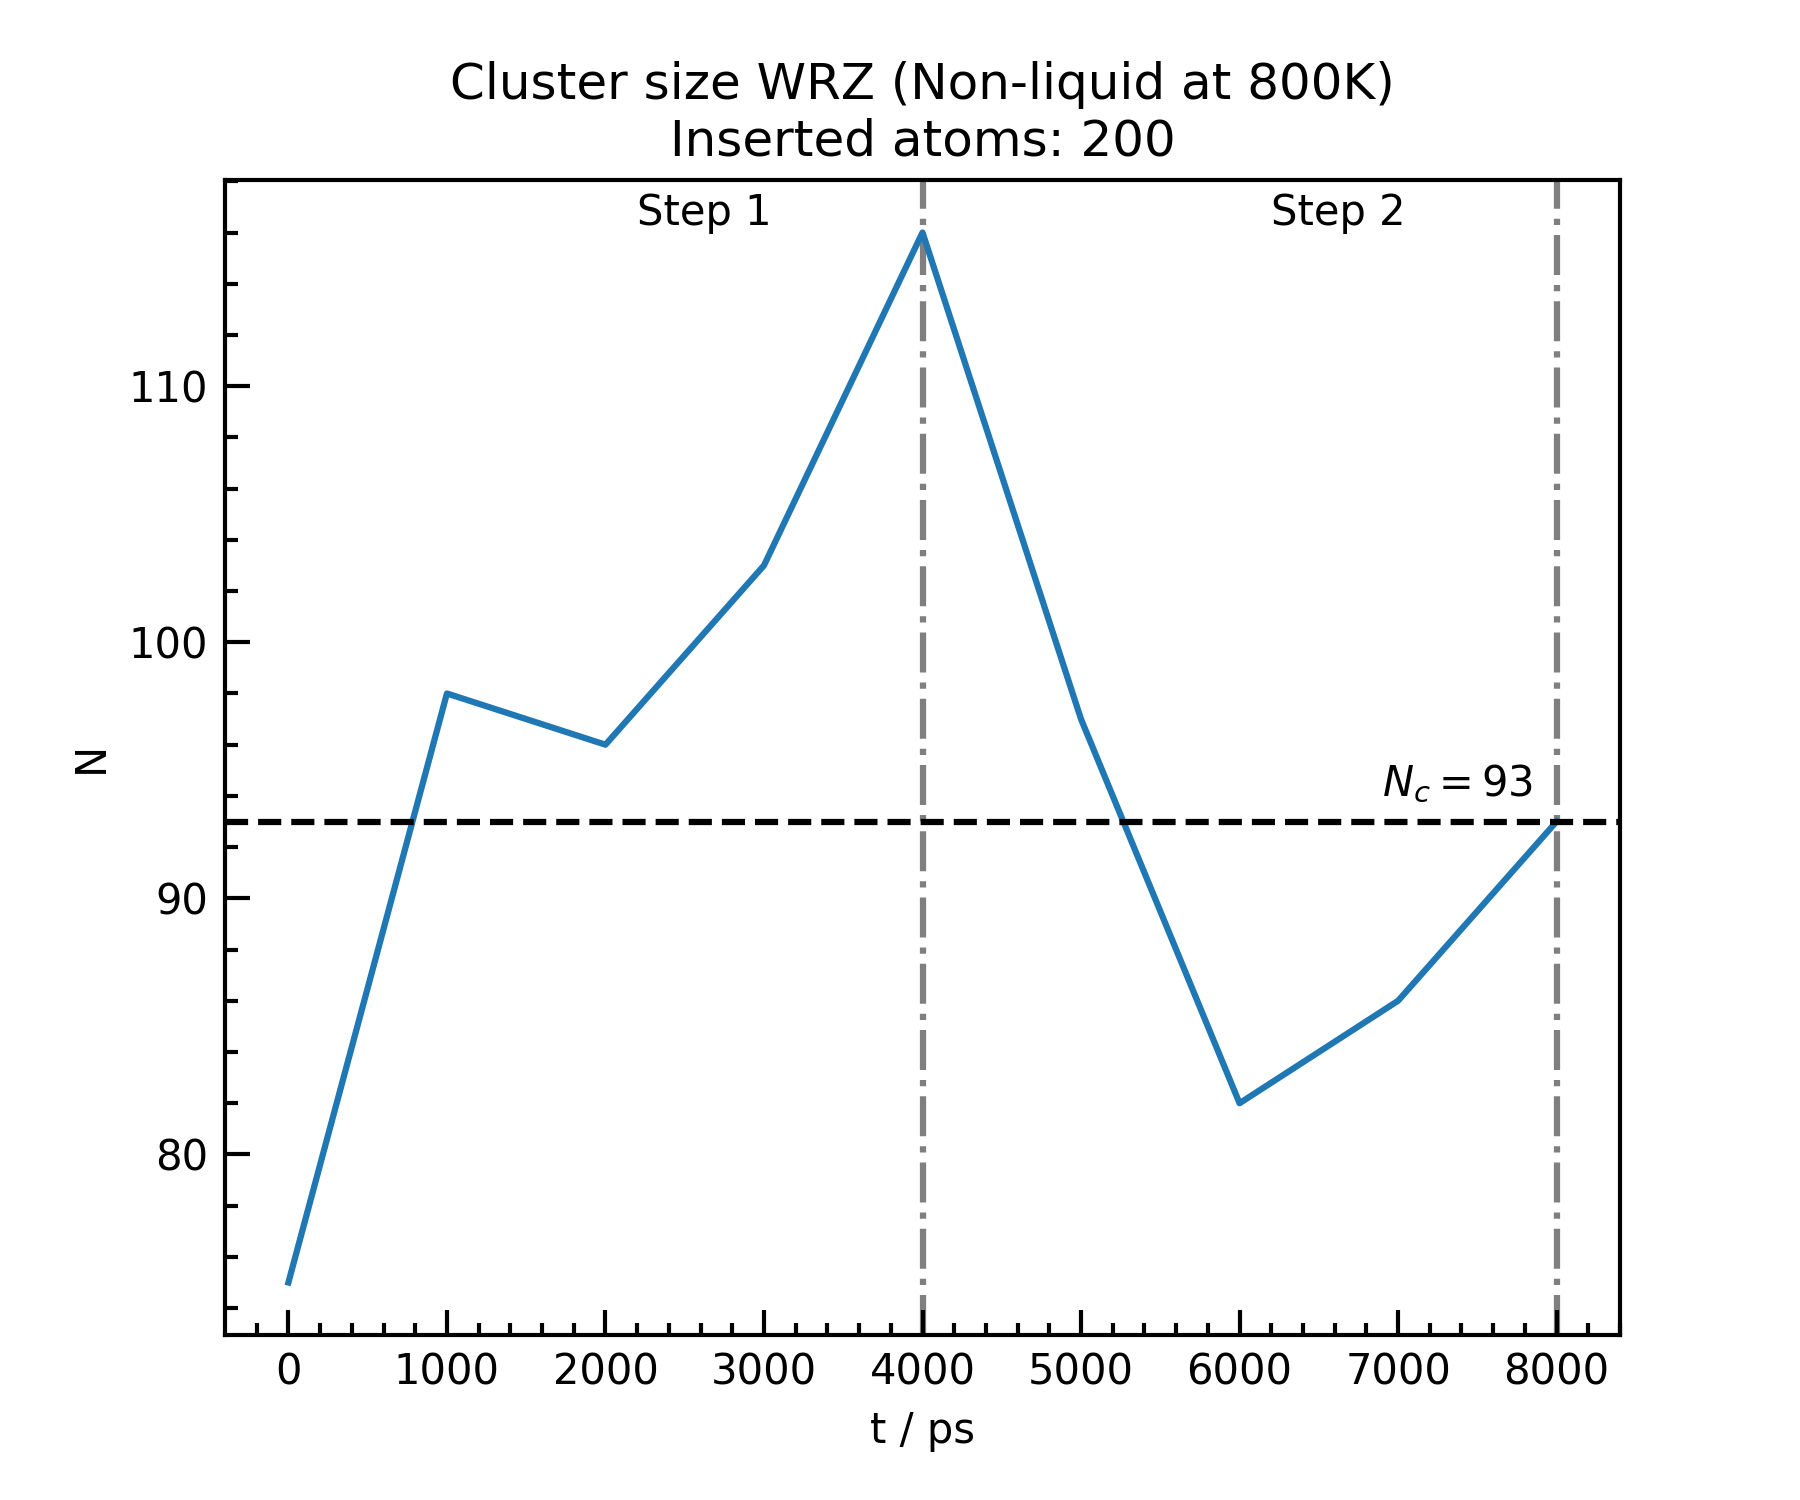 Cluster size WRZ (Non-liquid at 800K)
Inserted atoms: 200
Step 1
Step 2
110
100
90
80
N
N_c = 93
0 1000 2000 3000 4000 5000 6000 7000 8000
t / ps